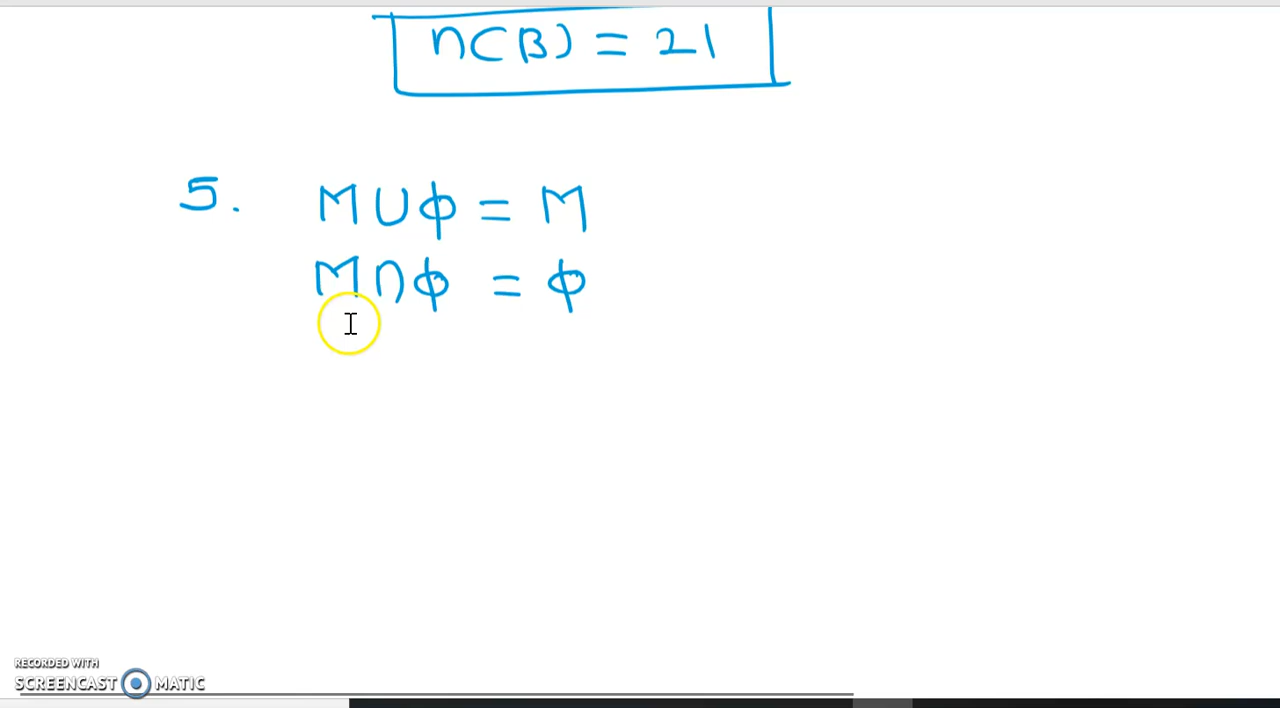 n(B) = 21
5. M∪ϕ = M
M∩ϕ = ϕ
RECORDED WITH
SCREENCAST MATIC